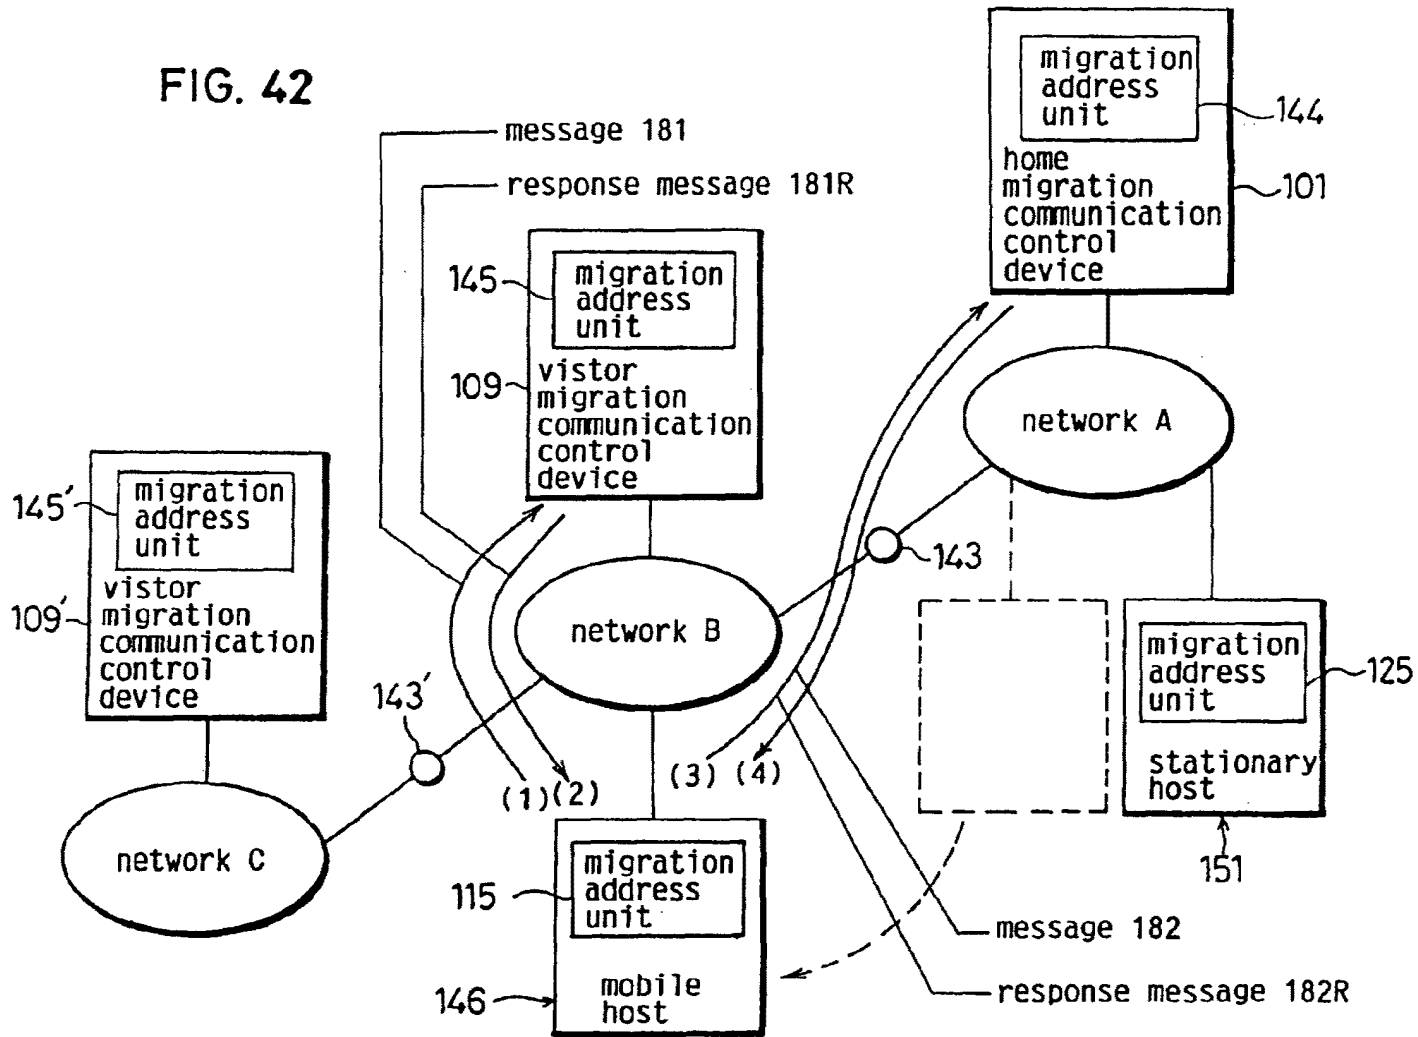 FIG. 42
message 181
response message 181R
migration
address
unit
144
home
migration
communication
control
device
101
network A
145
migration
address
unit
109
vistor
migration
communication
control
device
145'
migration
address
unit
109'
vistor
migration
communication
control
device
143
network B
143'
network C
(1)
(2)
(3)
(4)
migration
address
unit
125
stationary
host
151
115
migration
address
unit
146
mobile
host
message 182
response message 182R